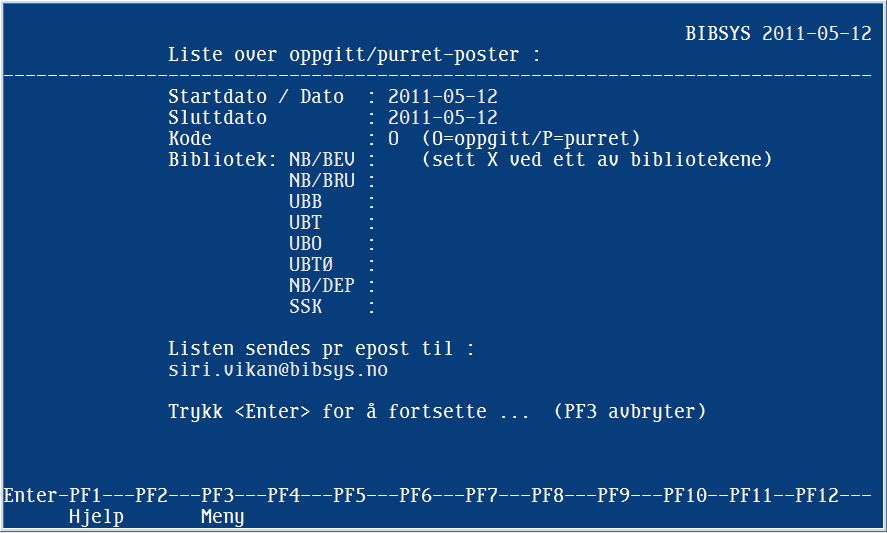 BIBSYS 2011-05-12
Liste over oppgitt/purret-poster :
-------------------------------------------------------------------------------
Startdato / Dato  : 2011-05-12
Sluttdato         : 2011-05-12
Kode              : O  (O=oppgitt/P=purret)
Bibliotek: NB/BEV :    (sett X ved ett av bibliotekene)
NB/BRU :
UBB    :
UBT    :
UBO    :
UBTØ   :
NB/DEP :
SSK    :
Listen sendes pr epost til :
siri.vikan@bibsys.no
Trykk <Enter> for å fortsette ...  (PF3 avbryter)
Enter-PF1---PF2---PF3---PF4---PF5---PF6---PF7---PF8---PF9---PF10--PF11--PF12---
Hjelp       Meny